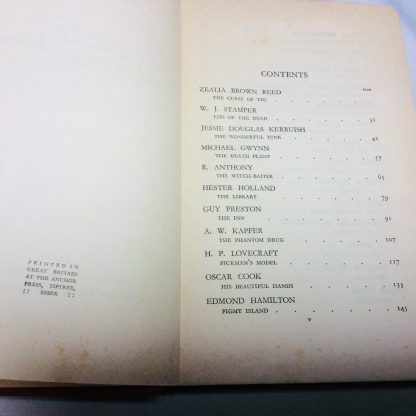 PRINTED IN
GREAT BRITAIN
AT THE ANCHOR
PRESS, TIPTREE,
:: ESSEX ::
CONTENTS
PAGE
ZEALIA BROWN REED
THE CURSE OF YIG
W. J. STAMPER
LIPS OF THE DEAD 31
JESSIE DOUGLAS KERRUISH
THE WONDERFUL TUNE 41
MICHAEL GWYNN
THE DEATH PLANT 57
R. ANTHONY
THE WITCH-BAITER 65
HESTER HOLLAND
THE LIBRARY 79
GUY PRESTON
THE INN 91
A. W. KAPFER
THE PHANTOM DRUG 107
H. P. LOVECRAFT
PICKMAN'S MODEL 117
OSCAR COOK
HIS BEAUTIFUL HANDS 133
EDMOND HAMILTON
PIGMY ISLAND 145
v